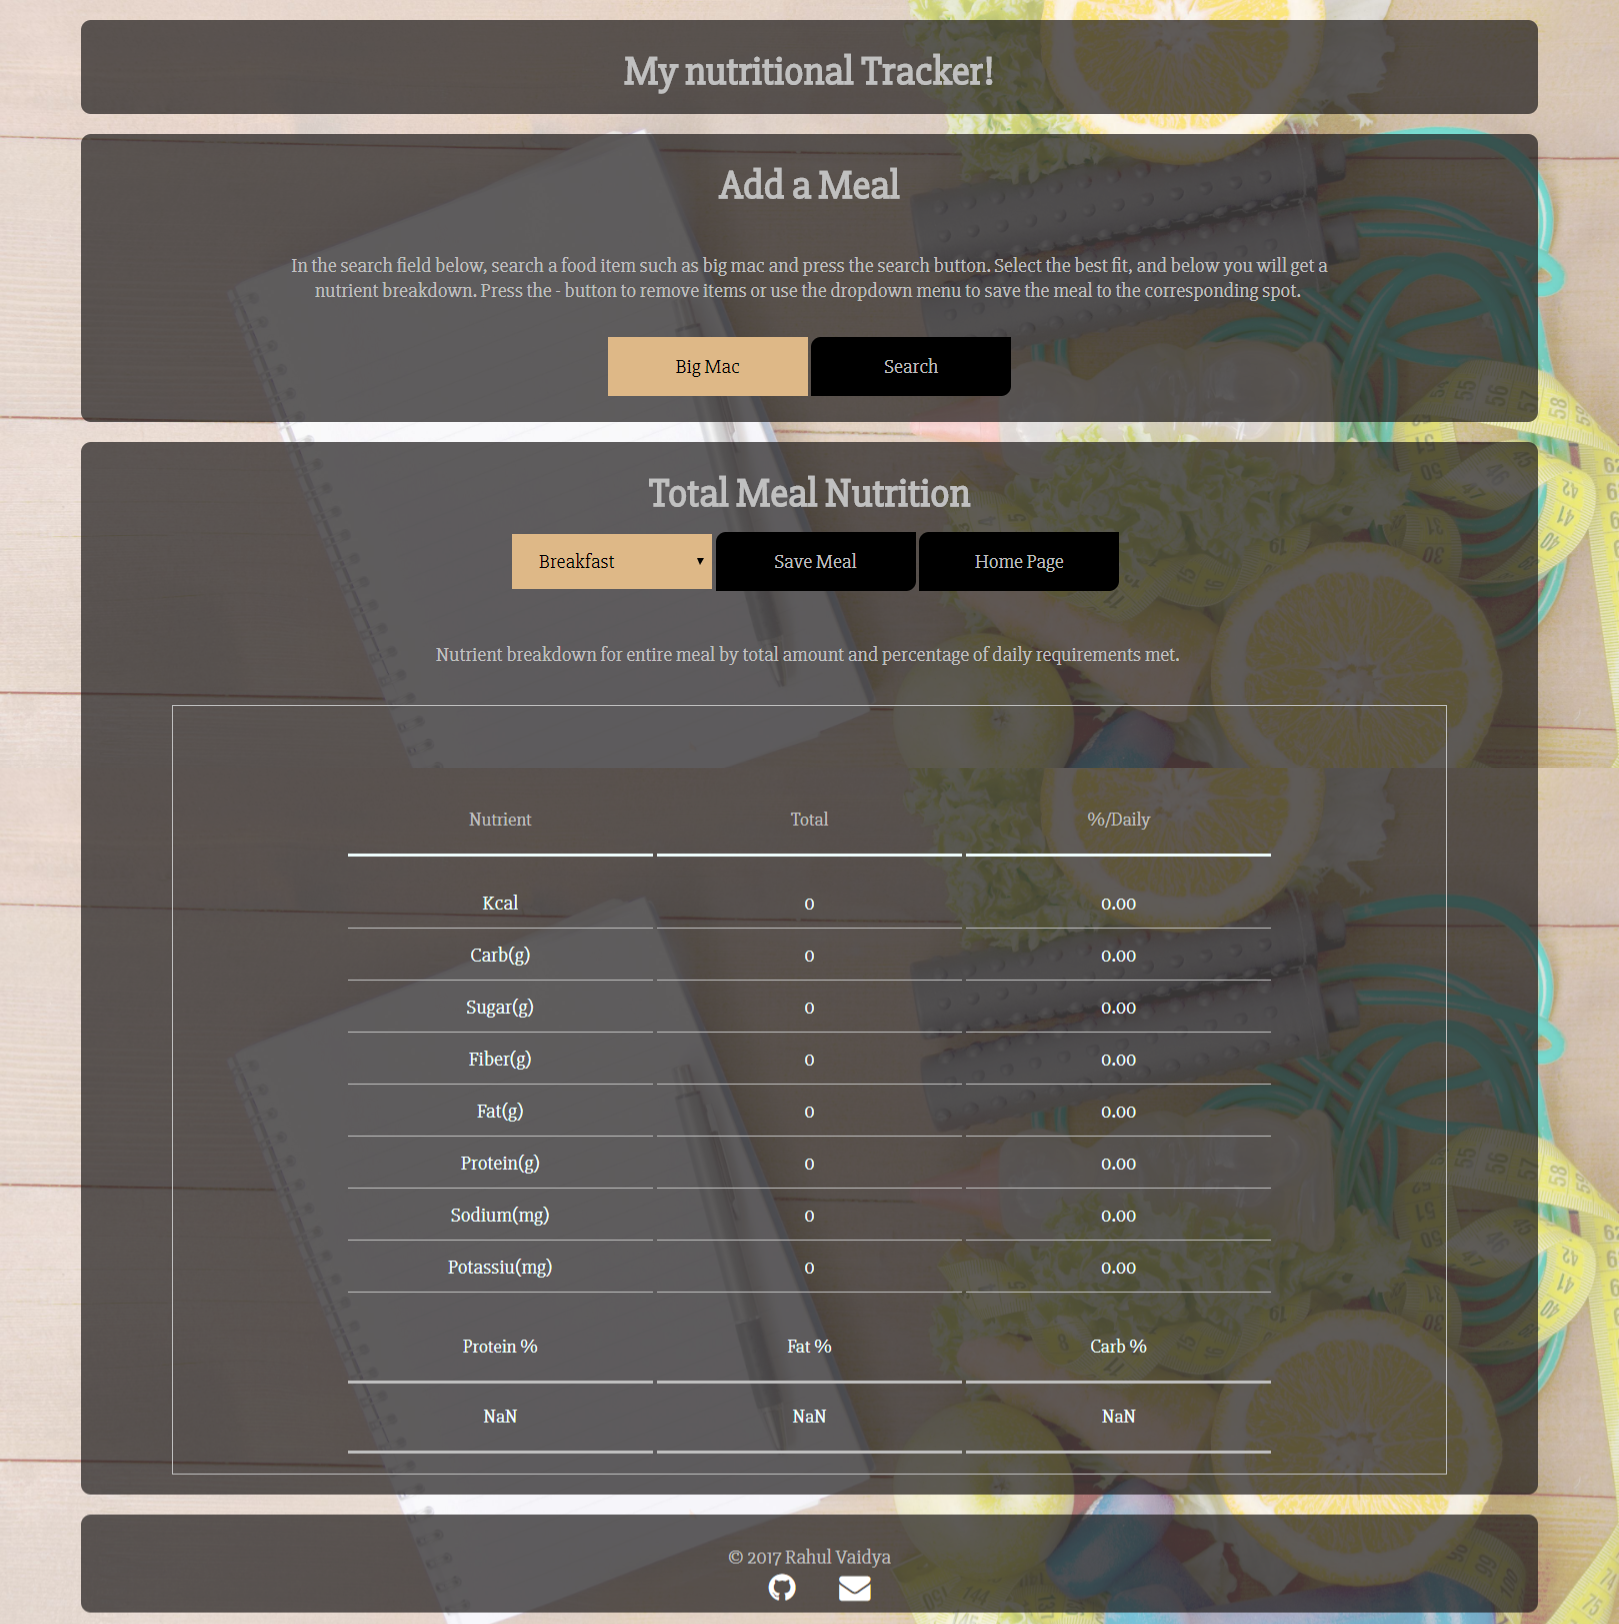 My nutritional Tracker!
Add a Meal
In the search field below, search a food item such as big mac and press the search button. Select the best fit, and below you will get a
nutrient breakdown. Press the - button to remove items or use the dropdown menu to save the meal to the corresponding spot.
Big Mac Search
Total Meal Nutrition
Breakfast Save Meal Home Page
Nutrient breakdown for entire meal by total amount and percentage of daily requirements met.
Nutrient Total %/Daily
Kcal 0 0.00
Carb(g) 0 0.00
Sugar(g) 0 0.00
Fiber(g) 0 0.00
Fat(g) 0 0.00
Protein(g) 0 0.00
Sodium(mg) 0 0.00
Potassiu(mg) 0 0.00
Protein % Fat % Carb %
NaN NaN NaN
© 2017 Rahul Vaidya